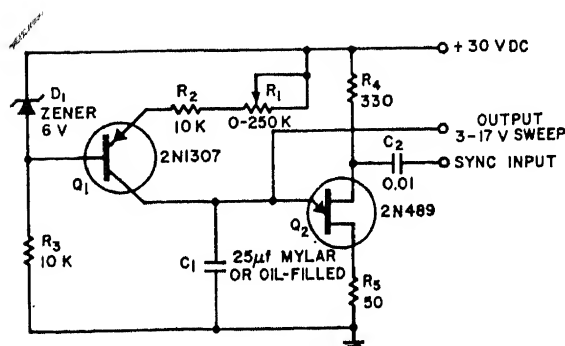 + 30 V DC
D1
ZENER
6 V
R2
10 K
R1
0-250 K
R4
330
OUTPUT
3-17 V SWEEP
C2
0.01
SYNC INPUT
2N1307
Q1
2N489
Q2
R3
10 K
C1
25µf MYLAR
OR OIL-FILLED
R5
50